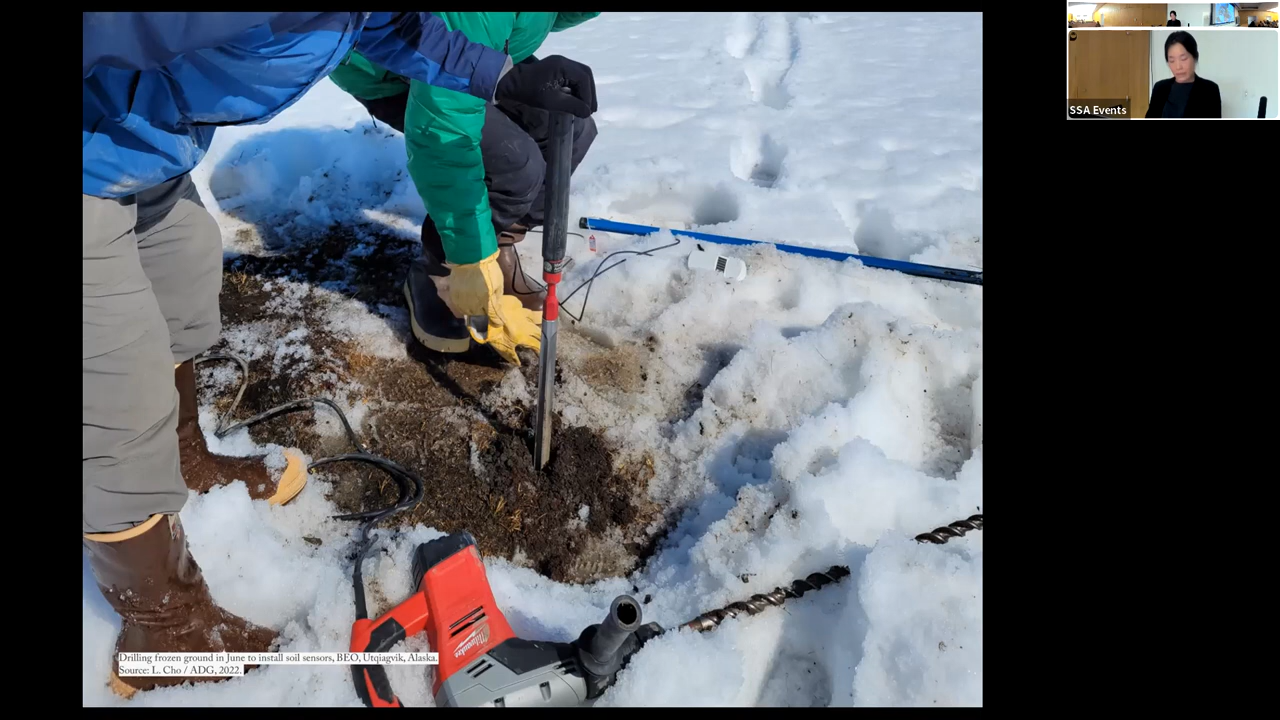 SSA Events
Milwaukee
Drilling frozen ground in June to install soil sensors, BEO, Utqiagvik, Alaska.
Source: L. Cho / ADG, 2022.